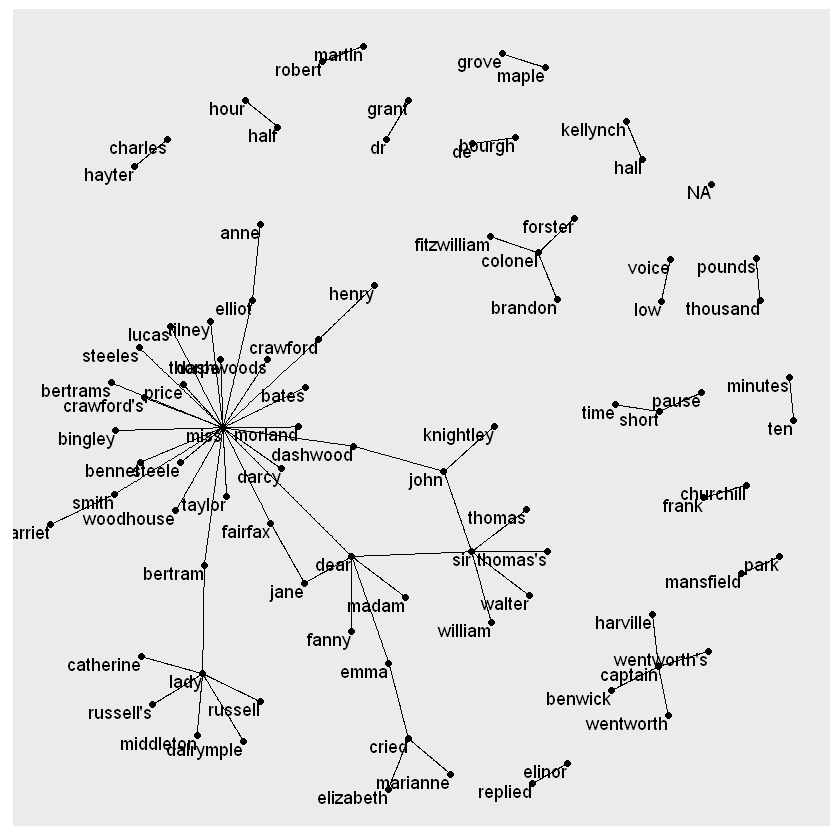 martin
robert
grove
maple
hour
half
grant
dr
de
bourgh
kellynch
hall
charles
hayter
NA
anne
fitzwilliam
forster
colonel
brandon
voice
low
pounds
thousand
henry
elliot
lucas
tilney
crawford
steeles
thorpe
dashwoods
bertrams
price
crawford's
bates
minutes
ten
time
short
pause
bingley
miss
morland
dashwood
knightley
bennet
steele
darcy
john
smith
woodhouse
taylor
arriet
fairfax
thomas
churchill
frank
bertram
dear
sir
thomas's
jane
madam
walter
william
fanny
park
mansfield
harville
wentworth's
captain
benwick
wentworth
catherine
lady
emma
russell's
russell
middleton
dalrymple
cried
marianne
elizabeth
elinor
replied